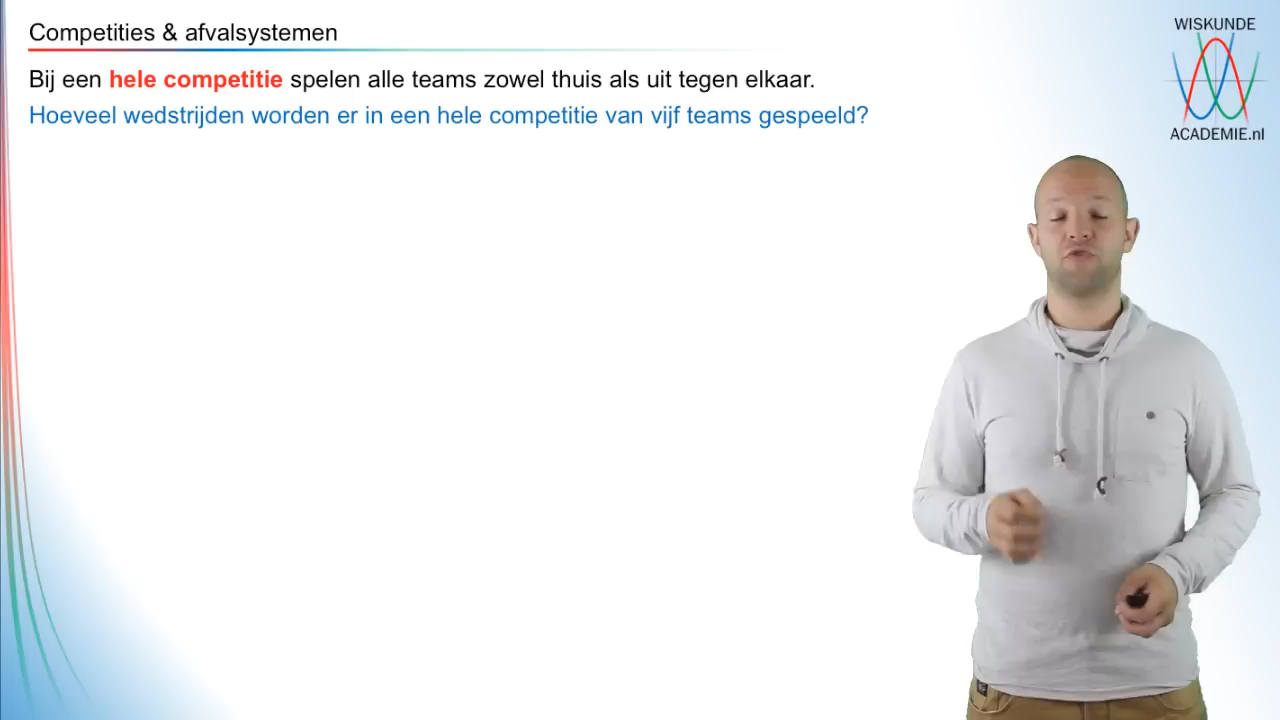 Competities & afvalsystemen
Bij een hele competitie spelen alle teams zowel thuis als uit tegen elkaar.
Hoeveel wedstrijden worden er in een hele competitie van vijf teams gespeeld?
WISKUNDE
ACADEMIE.nl